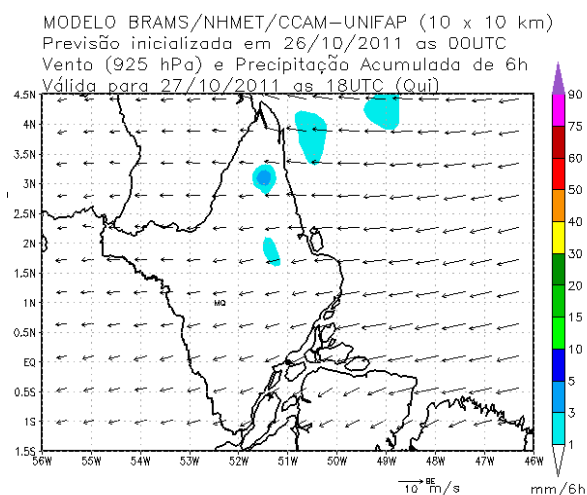 MODELO BRAMS/NHMET/CCAM-UNIFAP (10 x 10 km)
Previsão inicializada em 26/10/2011 as 00UTC
Vento (925 hPa) e Precipitação Acumulada de 6h
Válida para 27/10/2011 as 18UTC (Qui)
4.5N
4N
3.5N
3N
2.5N
2N
1.5N
1N
0.5N
EQ
0.5S
1S
1.5S
56W 55W 54W 53W 52W 51W 50W 49W 48W 47W 46W
MQ
BE
10 m/s
90
75
60
50
40
30
20
15
10
5
3
1
mm/6h